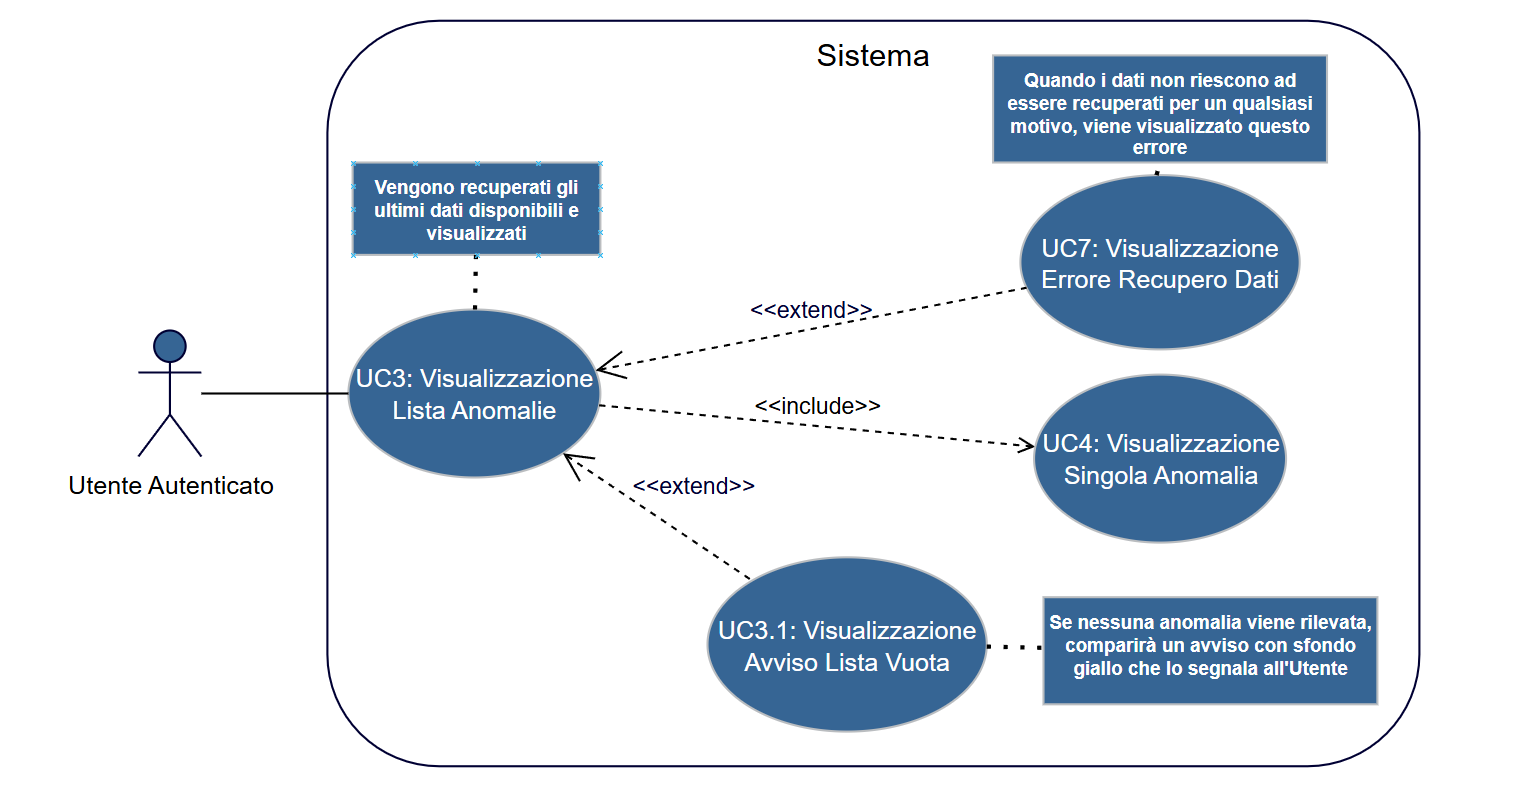 Sistema
Quando i dati non riescono ad
essere recuperati per un qualsiasi
motivo, viene visualizzato questo
errore
Vengono recuperati gli
ultimi dati disponibili e
visualizzati
UC7: Visualizzazione
Errore Recupero Dati
<<extend>>
UC3: Visualizzazione
Lista Anomalie
<<include>>
UC4: Visualizzazione
Singola Anomalia
Utente Autenticato
<<extend>>
UC3.1: Visualizzazione
Avviso Lista Vuota
Se nessuna anomalia viene rilevata,
comparirà un avviso con sfondo
giallo che lo segnala all'Utente